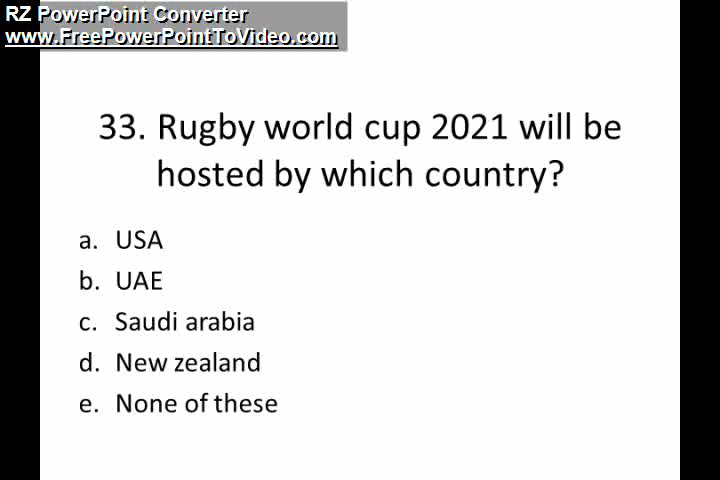 RZ PowerPoint Converter
www.FreePowerPointToVideo.com
33. Rugby world cup 2021 will be
hosted by which country?
a. USA
b. UAE
c. Saudi arabia
d. New zealand
e. None of these